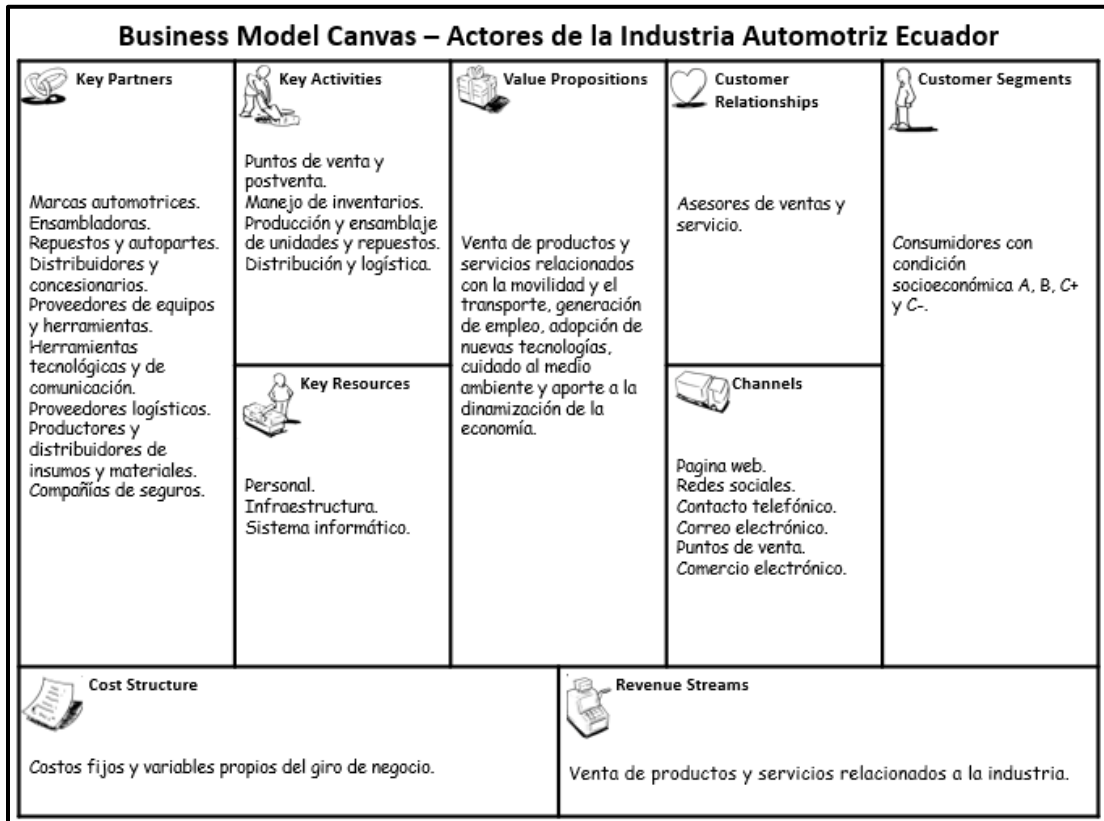 Business Model Canvas – Actores de la Industria Automotriz Ecuador
Key Partners
Marcas automotrices.
Ensambladoras.
Repuestos y autopartes.
Distribuidores y
concesionarios.
Proveedores de equipos
y herramientas.
Herramientas
tecnológicas y de
comunicación.
Proveedores logísticos.
Productores y
distribuidores de
insumos y materiales.
Compañías de seguros.
Key Activities
Puntos de venta y
postventa.
Manejo de inventarios.
Producción y ensamblaje
de unidades y repuestos.
Distribución y logística.
Key Resources
Personal.
Infraestructura.
Sistema informático.
Value Propositions
Venta de productos y
servicios relacionados
con la movilidad y el
transporte, generación
de empleo, adopción de
nuevas tecnologías,
cuidado al medio
ambiente y aporte a la
dinamización de la
economía.
Customer
Relationships
Asesores de ventas y
servicio.
Channels
Pagina web.
Redes sociales.
Contacto telefónico.
Correo electrónico.
Puntos de venta.
Comercio electrónico.
Customer Segments
Consumidores con
condición
socioeconómica A, B, C+
y C-.
Cost Structure
Costos fijos y variables propios del giro de negocio.
Revenue Streams
Venta de productos y servicios relacionados a la industria.